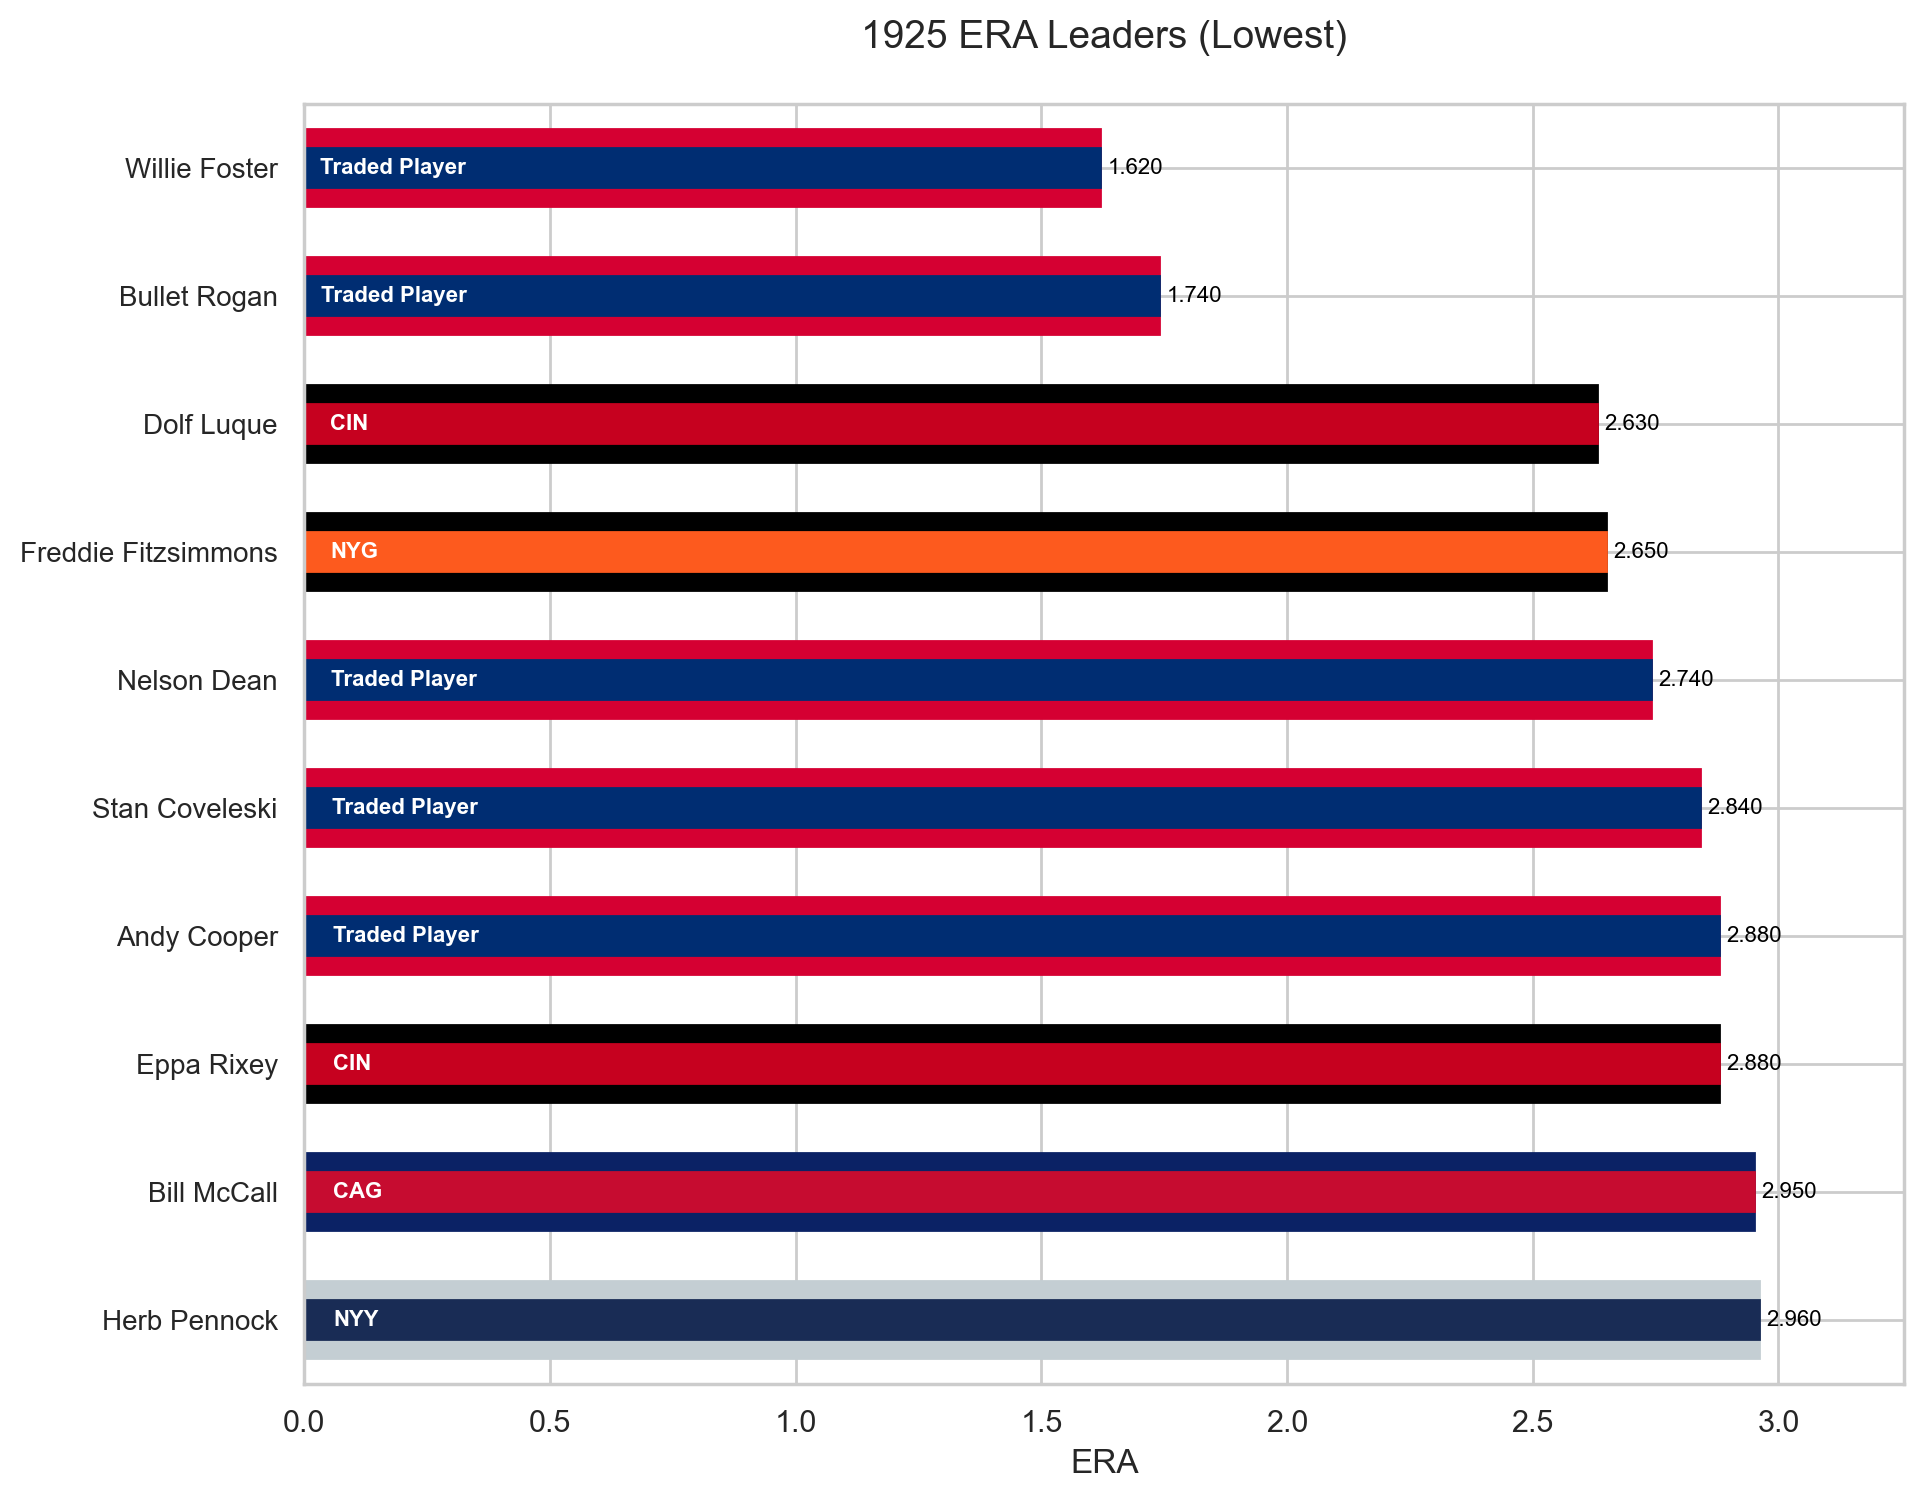 1925 ERA Leaders (Lowest)
Willie Foster
Traded Player
1.620
Bullet Rogan
Traded Player
1.740
Dolf Luque
CIN
2.630
Freddie Fitzsimmons
NYG
2.650
Nelson Dean
Traded Player
2.740
Stan Coveleski
Traded Player
2.840
Andy Cooper
Traded Player
2.880
Eppa Rixey
CIN
2.880
Bill McCall
CAG
2.950
Herb Pennock
NYY
2.960
0.0 0.5 1.0 1.5 2.0 2.5 3.0
ERA